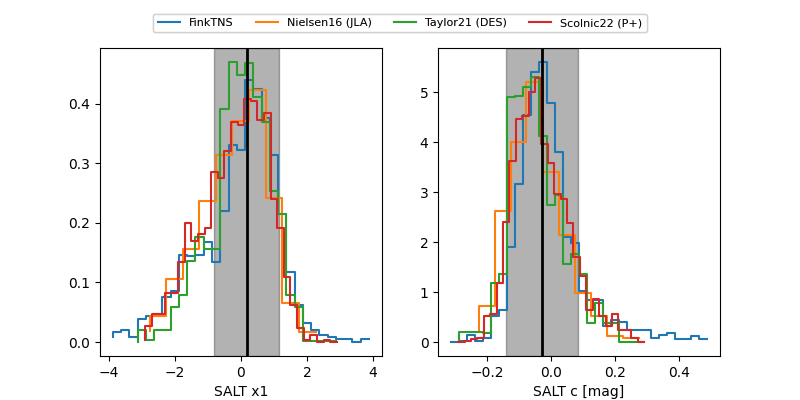 FinkTNS Nielsen16 (JLA) Taylor21 (DES) Scolnic22 (P+)
0.4
0.3
0.2
0.1
0.0
−4 −2 0 2 4
SALT x1
5
4
3
2
1
0
−0.2 0.0 0.2 0.4
SALT c [mag]